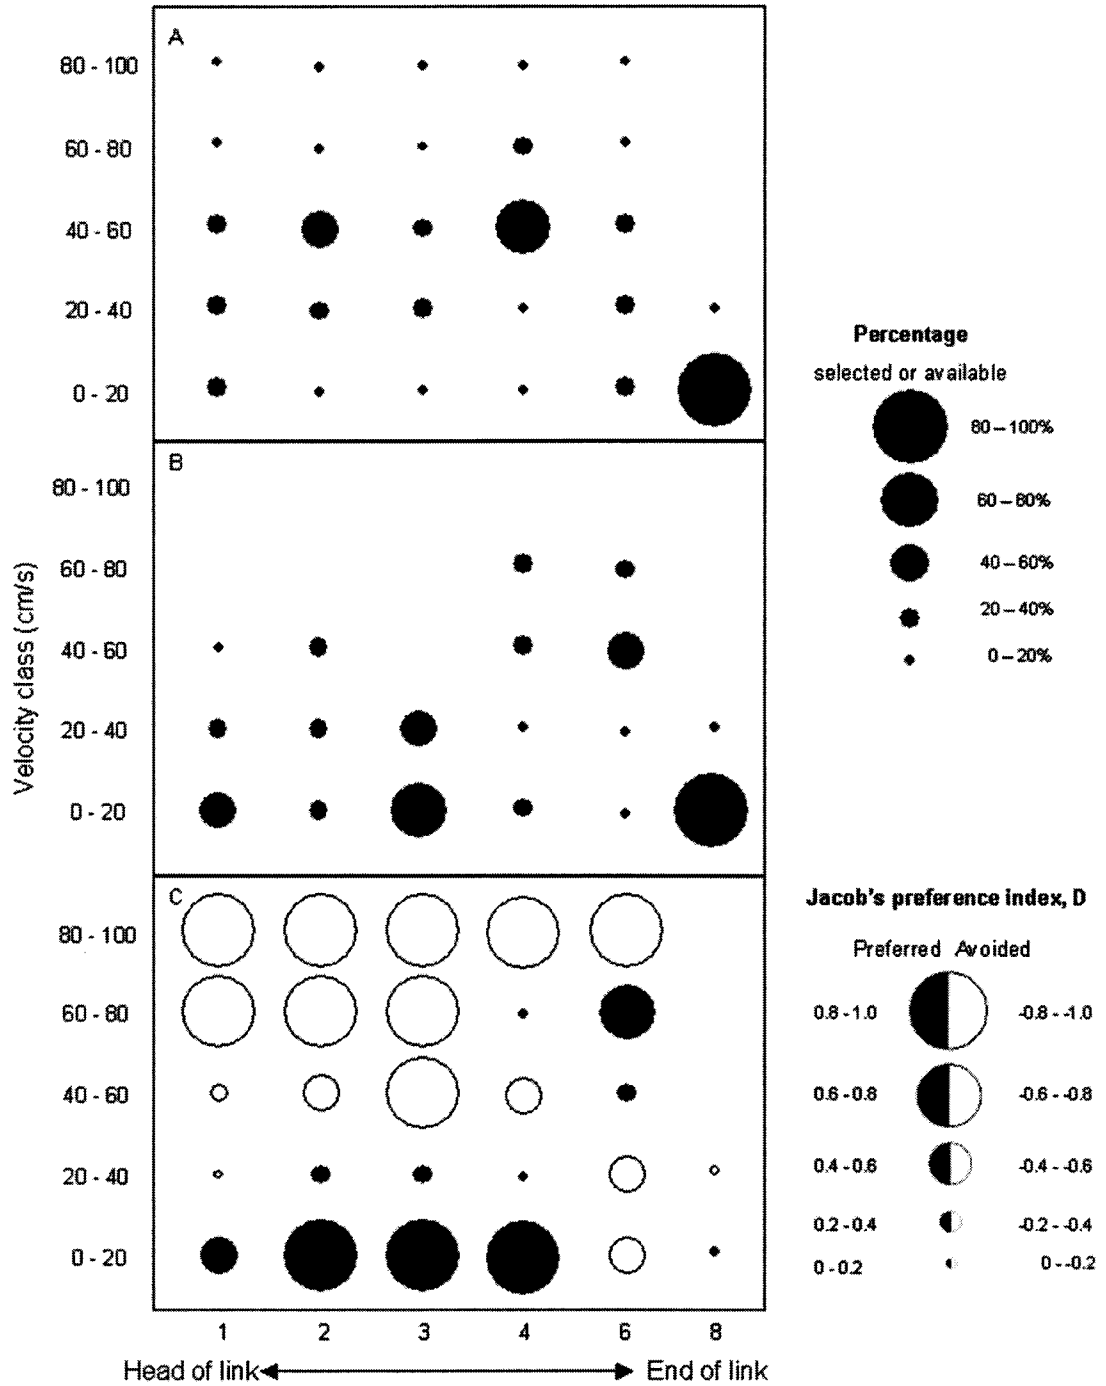 A
80 - 100
60 - 80
40 - 60
20 - 40
0 - 20
Percentage
selected or available
80 – 100%
60 – 80%
40 – 60%
20 – 40%
0 – 20%
Velocity class (cm/s)
B
80 - 100
60 - 80
40 - 60
20 - 40
0 - 20
C
80 - 100
60 - 80
40 - 60
20 - 40
0 - 20
Jacob's preference index, D
Preferred Avoided
0.8 - 1.0 -0.8 - -1.0
0.6 - 0.8 -0.6 - -0.8
0.4 - 0.6 -0.4 - -0.6
0.2 - 0.4 -0.2 - -0.4
0 - 0.2 0 - -0.2
1 2 3 4 6 8
Head of link End of link